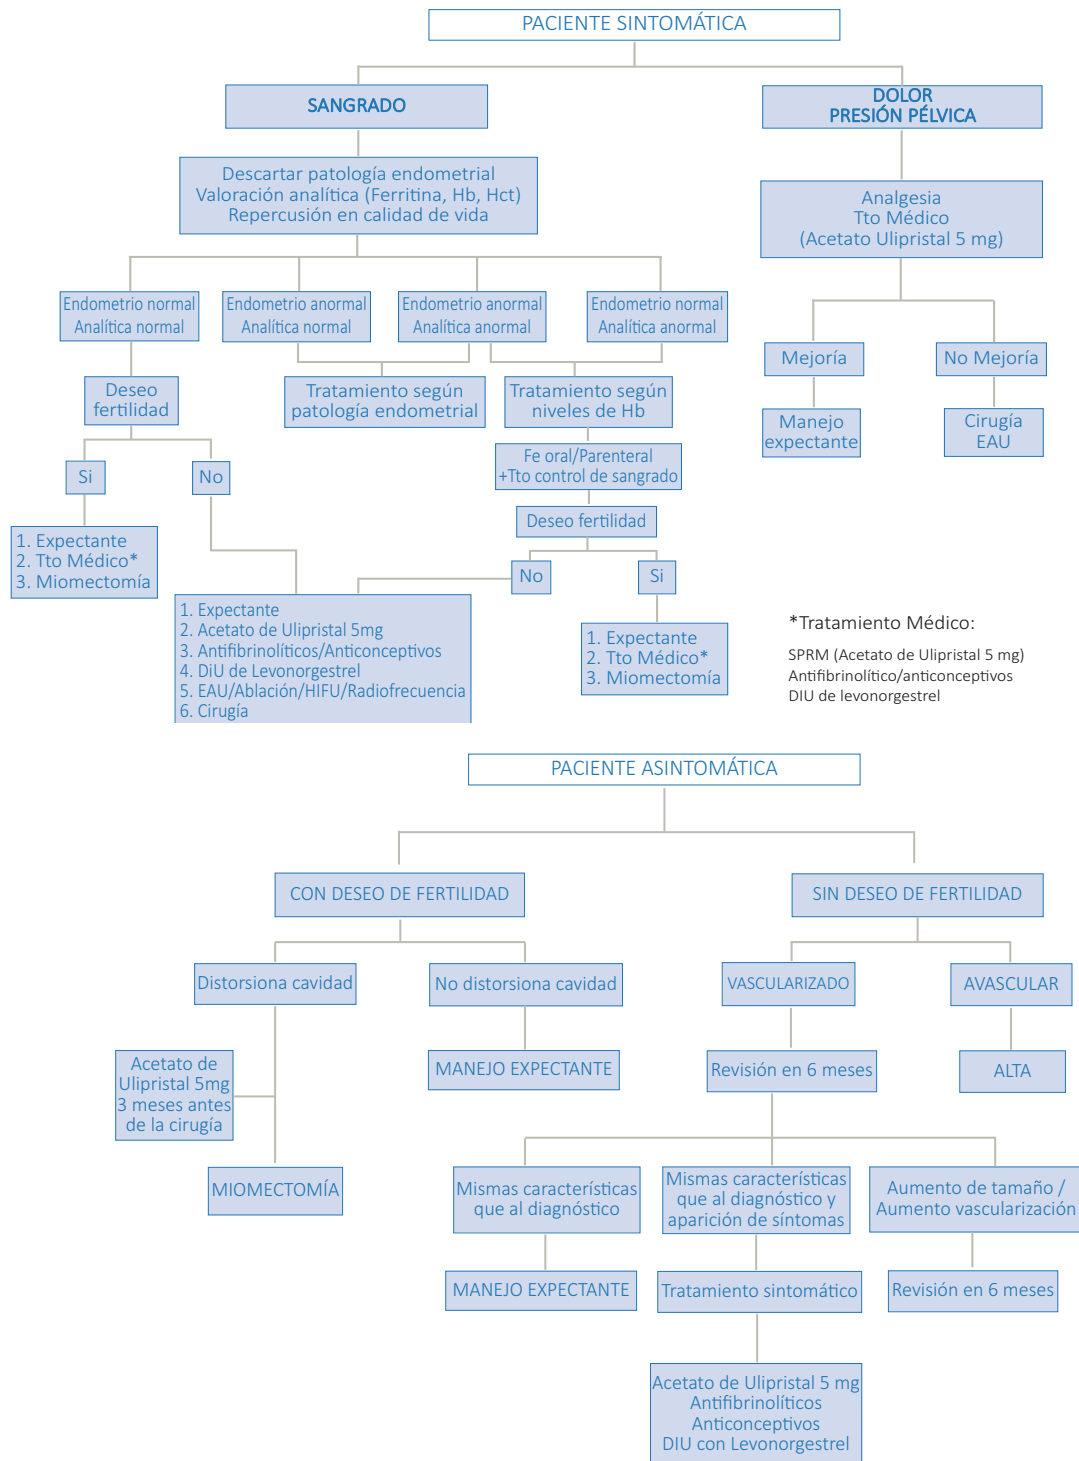 PACIENTE SINTOMÁTICA
SANGRADO
DOLOR
PRESIÓN PÉLVICA
Descartar patología endometrial
Valoración analítica (Ferritina, Hb, Hct)
Repercusión en calidad de vida
Analgesia
Tto Médico
(Acetato Ulipristal 5 mg)
Endometrio normal
Analítica normal
Endometrio anormal
Analítica normal
Endometrio anormal
Analítica anormal
Endometrio normal
Analítica anormal
Mejoría
No Mejoría
Deseo
fertilidad
Tratamiento según
patología endometrial
Tratamiento según
niveles de Hb
Manejo
expectante
Cirugía
EAU
Fe oral/Parenteral
+Tto control de sangrado
Si
No
Deseo fertilidad
1. Expectante
2. Tto Médico*
3. Miomectomía
No
Si
1. Expectante
2. Acetato de Ulipristal 5mg
3. Antifibrinolíticos/Anticonceptivos
4. DiU de Levonorgestrel
5. EAU/Ablación/HIFU/Radiofrecuencia
6. Cirugía
1. Expectante
2. Tto Médico*
3. Miomectomía
*Tratamiento Médico:
SPRM (Acetato de Ulipristal 5 mg)
Antifibrinolítico/anticonceptivos
DIU de levonorgestrel
PACIENTE ASINTOMÁTICA
CON DESEO DE FERTILIDAD
SIN DESEO DE FERTILIDAD
Distorsiona cavidad
No distorsiona cavidad
VASCULARIZADO
AVASCULAR
Acetato de
Ulipristal 5mg
3 meses antes
de la cirugía
MANEJO EXPECTANTE
Revisión en 6 meses
ALTA
MIOMECTOMÍA
Mismas características
que al diagnóstico
Mismas características
que al diagnóstico y
aparición de síntomas
Aumento de tamaño /
Aumento vascularización
MANEJO EXPECTANTE
Tratamiento sintomático
Revisión en 6 meses
Acetato de Ulipristal 5 mg
Antifibrinolíticos
Anticonceptivos
DIU con Levonorgestrel